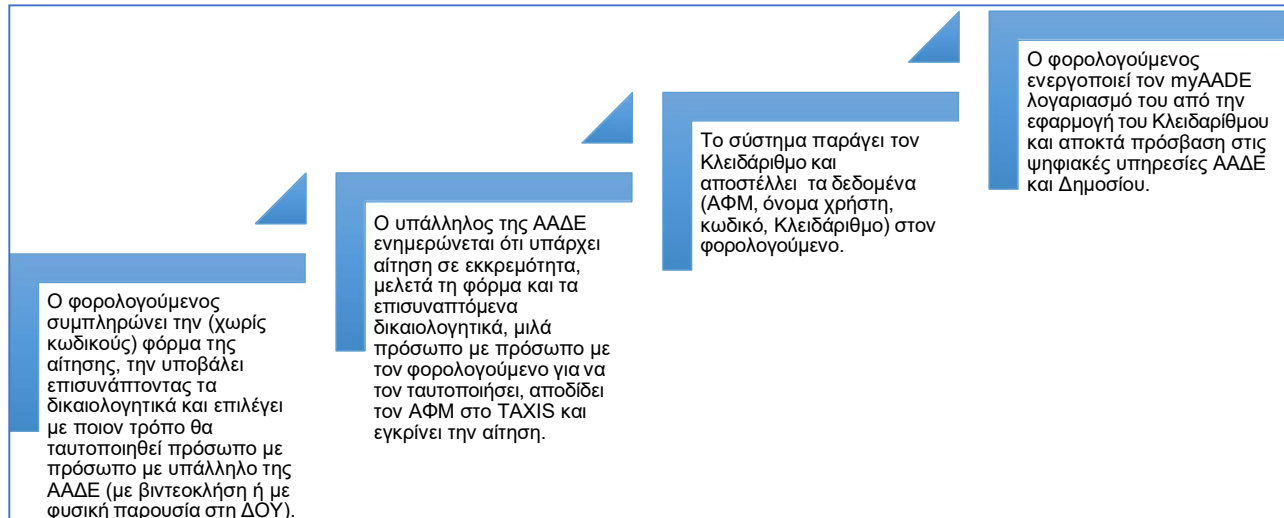 Ο φορολογούμενος
συμπληρώνει την (χωρίς
κωδικούς) φόρμα της
αίτησης, την υποβάλει
επισυνάπτοντας τα
δικαιολογητικά και επιλέγει
με ποιον τρόπο θα
ταυτοποιηθεί πρόσωπο με
πρόσωπο με υπάλληλο της
ΑΑΔΕ (με βιντεοκλήση ή με
φυσική παρουσία στη ΔΟΥ).
Ο υπάλληλος της ΑΑΔΕ
ενημερώνεται ότι υπάρχει
αίτηση σε εκκρεμότητα,
μελετά τη φόρμα και τα
επισυναπτόμενα
δικαιολογητικά, μιλά
πρόσωπο με πρόσωπο με
τον φορολογούμενο για να
τον ταυτοποιήσει, αποδίδει
τον ΑΦΜ στο TAXIS και
εγκρίνει την αίτηση.
Το σύστημα παράγει τον
Κλειδάριθμο και
αποστέλλει τα δεδομένα
(ΑΦΜ, όνομα χρήστη,
κωδικό, Κλειδάριθμο) στον
φορολογούμενο.
Ο φορολογούμενος
ενεργοποιεί τον myAADE
λογαριασμό του από την
εφαρμογή του Κλειδαρίθμου
και αποκτά πρόσβαση στις
ψηφιακές υπηρεσίες ΑΑΔΕ
και Δημοσίου.